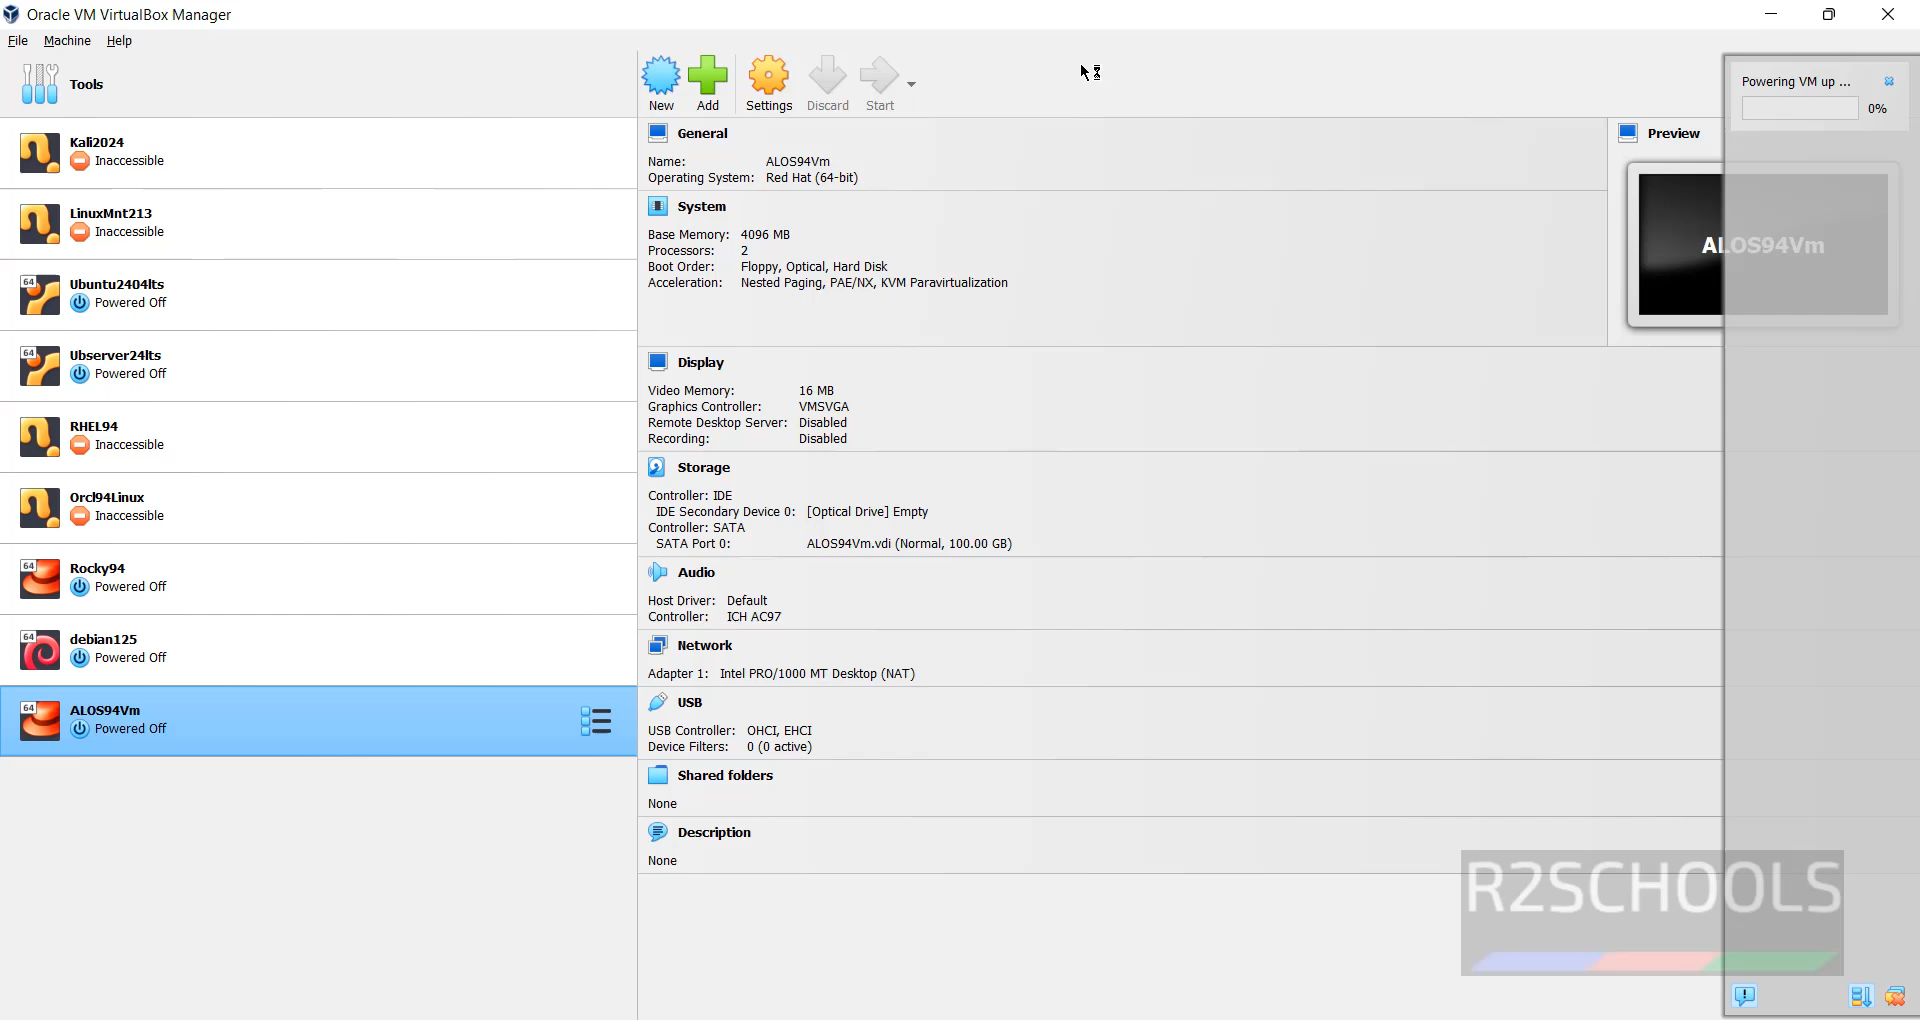 Oracle VM VirtualBox Manager
File Machine Help
Tools
New Add Settings Discard Start
Powering VM up ...
0%
Kali2024
Inaccessible
LinuxMnt213
Inaccessible
64
Ubuntu2404lts
Powered Off
64
Ubserver24lts
Powered Off
RHEL94
Inaccessible
Orcl94Linux
Inaccessible
64
Rocky94
Powered Off
64
debian125
Powered Off
64
ALOS94Vm
Powered Off
General
Name: ALOS94Vm
Operating System: Red Hat (64-bit)
Preview
ALOS94Vm
System
Base Memory: 4096 MB
Processors: 2
Boot Order: Floppy, Optical, Hard Disk
Acceleration: Nested Paging, PAE/NX, KVM Paravirtualization
Display
Video Memory: 16 MB
Graphics Controller: VMSVGA
Remote Desktop Server: Disabled
Recording: Disabled
Storage
Controller: IDE
IDE Secondary Device 0: [Optical Drive] Empty
Controller: SATA
SATA Port 0: ALOS94Vm.vdi (Normal, 100.00 GB)
Audio
Host Driver: Default
Controller: ICH AC97
Network
Adapter 1: Intel PRO/1000 MT Desktop (NAT)
USB
USB Controller: OHCI, EHCI
Device Filters: 0 (0 active)
Shared folders
None
Description
None
R2SCHOOLS